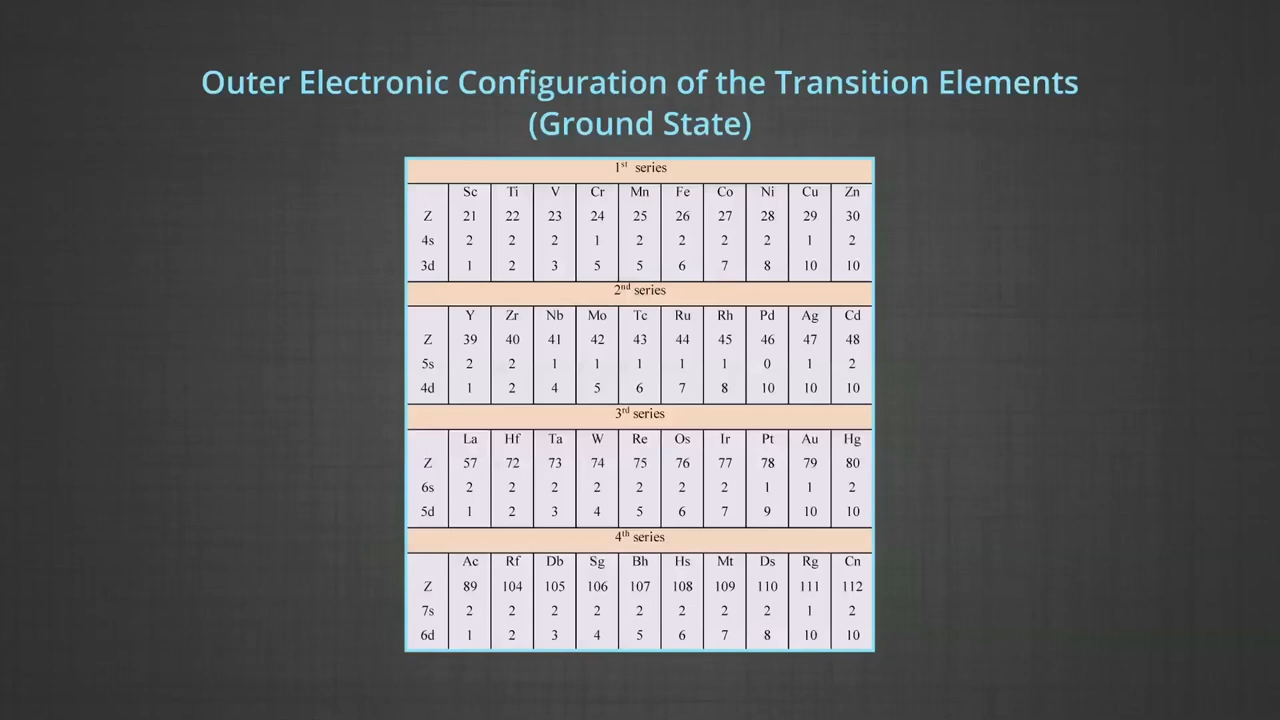 Outer Electronic Configuration of the Transition Elements
(Ground State)
1st series
Sc Ti V Cr Mn Fe Co Ni Cu Zn
Z 21 22 23 24 25 26 27 28 29 30
4s 2 2 2 1 2 2 2 2 1 2
3d 1 2 3 5 5 6 7 8 10 10
2nd series
Y Zr Nb Mo Tc Ru Rh Pd Ag Cd
Z 39 40 41 42 43 44 45 46 47 48
5s 2 2 1 1 1 1 1 0 1 2
4d 1 2 4 5 6 7 8 10 10 10
3rd series
La Hf Ta W Re Os Ir Pt Au Hg
Z 57 72 73 74 75 76 77 78 79 80
6s 2 2 2 2 2 2 2 1 1 2
5d 1 2 3 4 5 6 7 9 10 10
4th series
Ac Rf Db Sg Bh Hs Mt Ds Rg Cn
Z 89 104 105 106 107 108 109 110 111 112
7s 2 2 2 2 2 2 2 2 1 2
6d 1 2 3 4 5 6 7 8 10 10